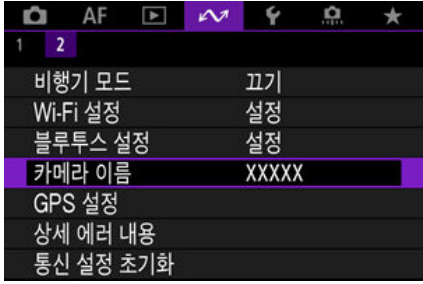 AF
1 2
비행기 모드 끄기
Wi-Fi 설정 설정
블루투스 설정 설정
카메라 이름 XXXXX
GPS 설정
상세 에러 내용
통신 설정 초기화